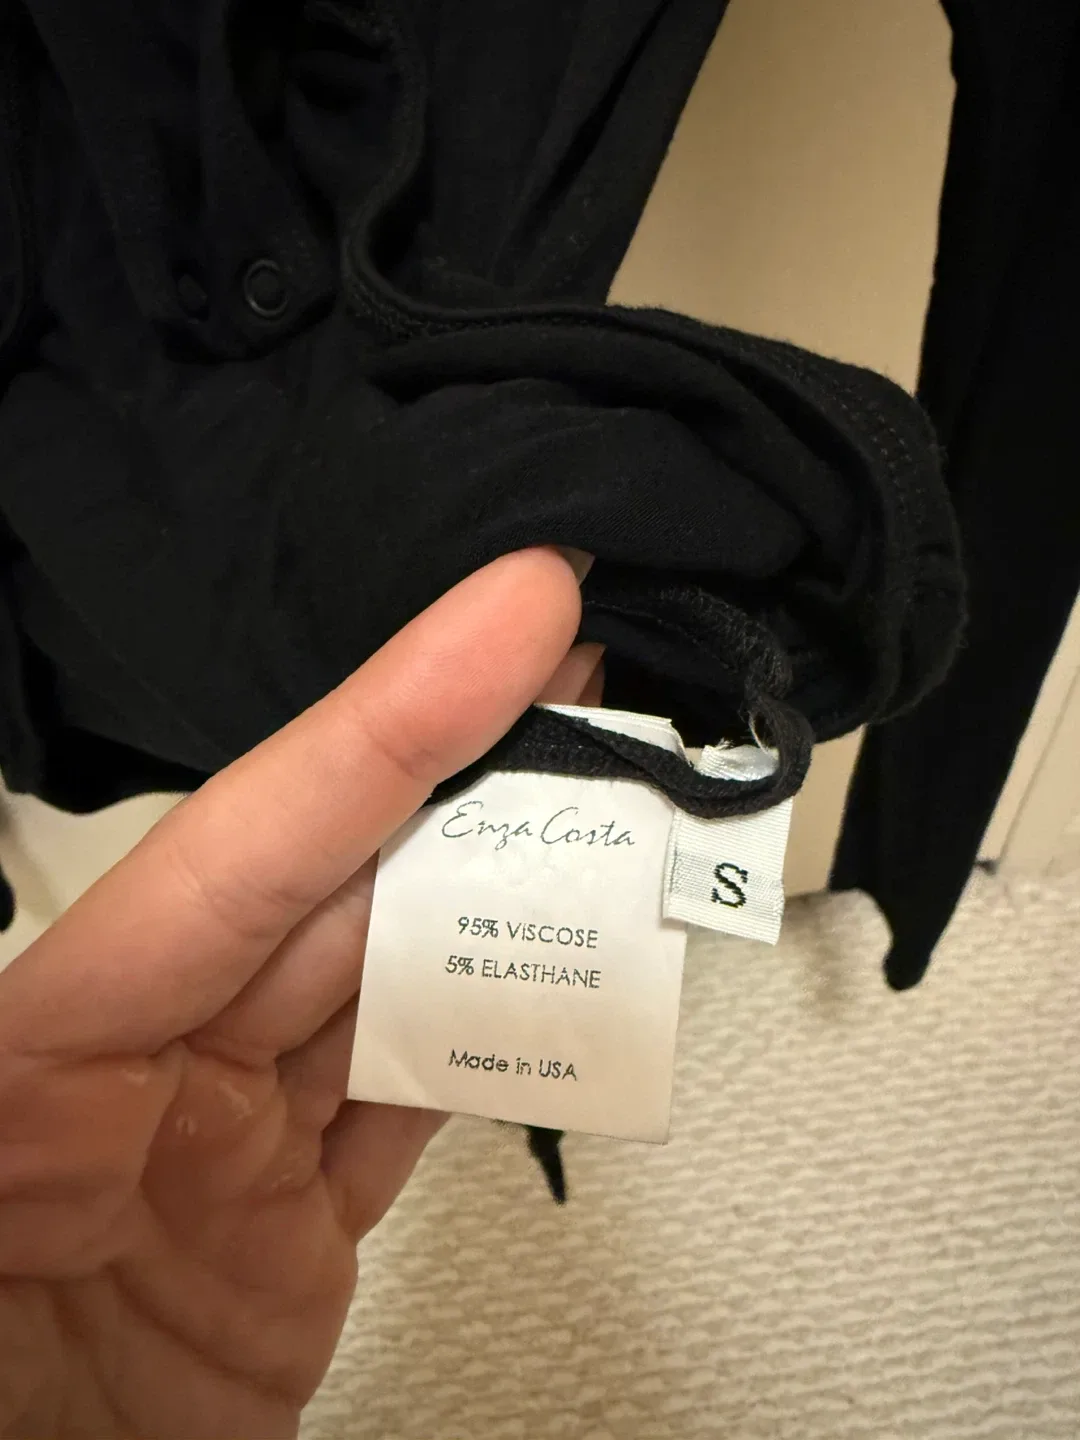 Enza Costa
S
95% VISCOSE
5% ELASTHANE
Made in USA